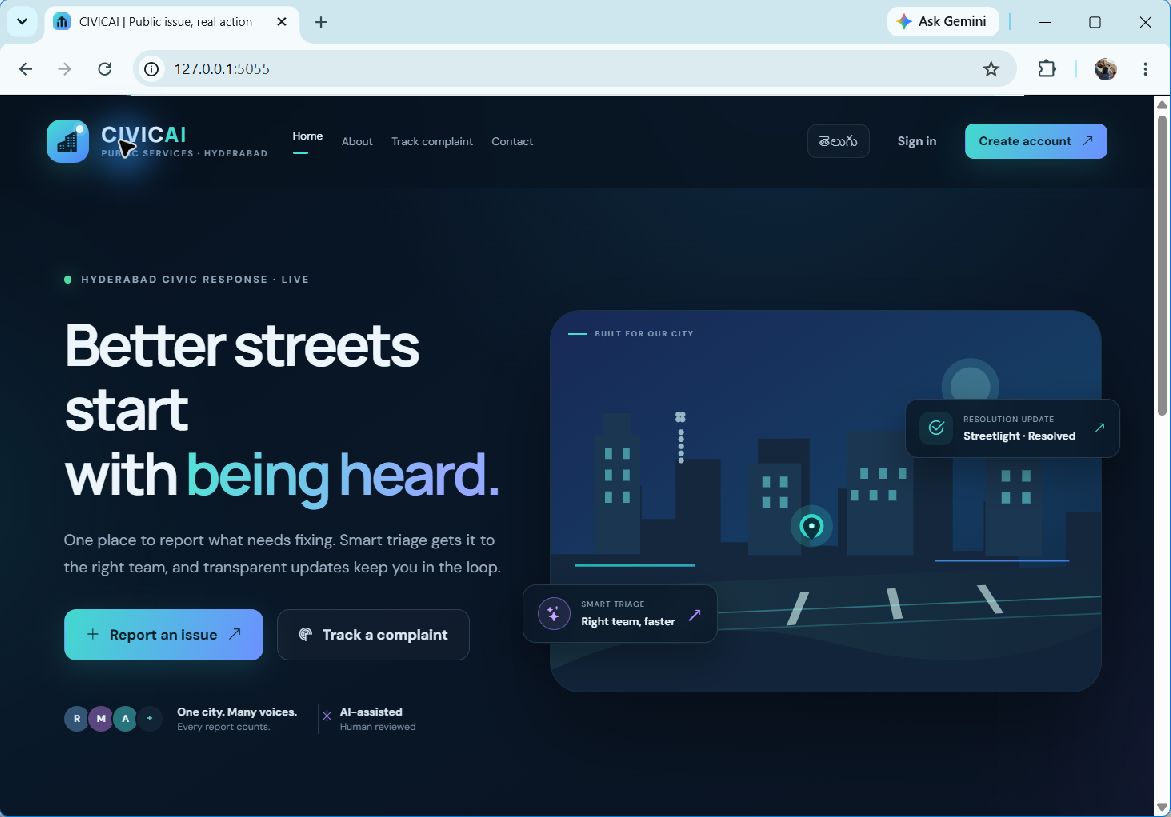 CIVICAI | Public issue, real action
Ask Gemini
127.0.0.1:5055
CIVICAI
PUBLIC SERVICES · HYDERABAD
Home
About
Track complaint
Contact
తెలుగు
Sign in
Create account
HYDERABAD CIVIC RESPONSE · LIVE
Better streets
start
with being heard.
One place to report what needs fixing. Smart triage gets it to
the right team, and transparent updates keep you in the loop.
+ Report an issue
Track a complaint
R M A +
One city. Many voices.
Every report counts.
AI-assisted
Human reviewed
BUILT FOR OUR CITY
RESOLUTION UPDATE
Streetlight · Resolved
SMART TRIAGE
Right team, faster